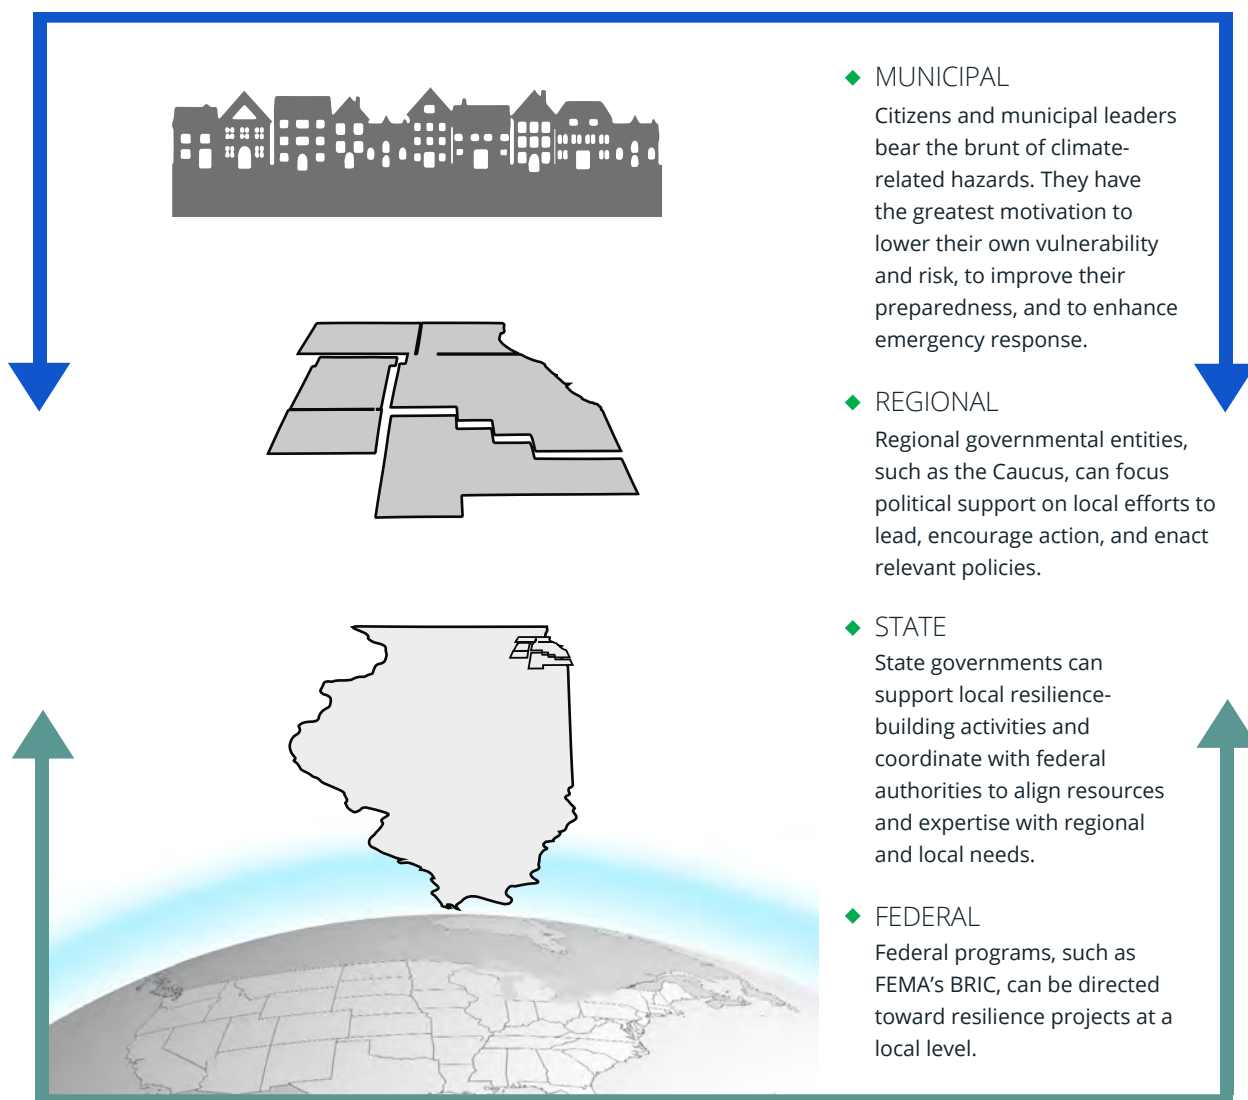 MUNICIPAL
Citizens and municipal leaders
bear the brunt of climate-
related hazards. They have
the greatest motivation to
lower their own vulnerability
and risk, to improve their
preparedness, and to enhance
emergency response.
REGIONAL
Regional governmental entities,
such as the Caucus, can focus
political support on local efforts to
lead, encourage action, and enact
relevant policies.
STATE
State governments can
support local resilience-
building activities and
coordinate with federal
authorities to align resources
and expertise with regional
and local needs.
FEDERAL
Federal programs, such as
FEMA’s BRIC, can be directed
toward resilience projects at a
local level.